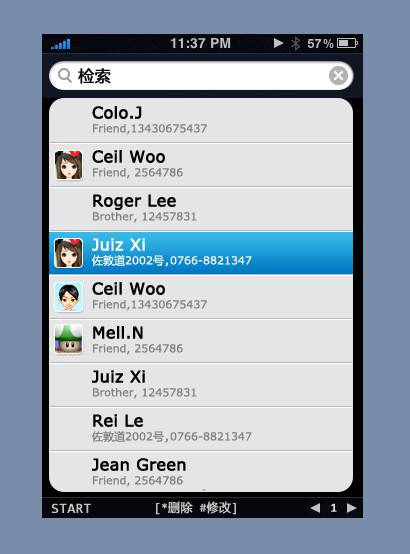 11:37 PM 57%
检索
Colo.J
Friend,13430675437
Ceil Woo
Friend, 2564786
Roger Lee
Brother, 12457831
Juiz Xi
佐敦道2002号,0766-8821347
Ceil Woo
Friend,13430675437
Mell.N
Friend, 2564786
Juiz Xi
Brother, 12457831
Rei Le
佐敦道2002号,0766-8821347
Jean Green
Friend, 2564786
START [*删除 #修改] 1